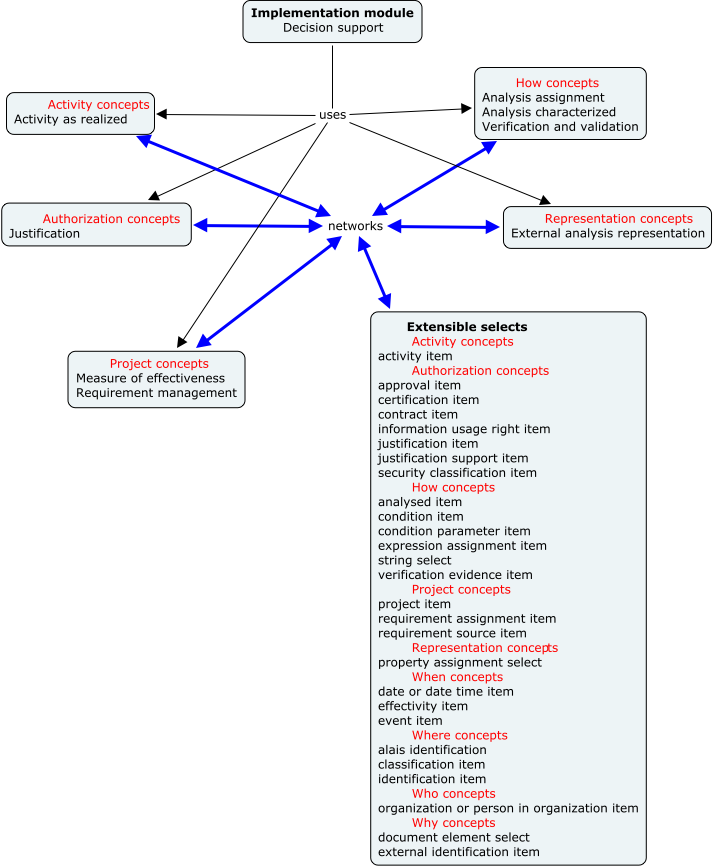 Implementation module
Decision support
uses
Activity concepts
Activity as realized
How concepts
Analysis assignment
Analysis characterized
Verification and validation
Authorization concepts
Justification
networks
Representation concepts
External analysis representation
Project concepts
Measure of effectiveness
Requirement management
Extensible selects
Activity concepts
activity item
Authorization concepts
approval item
certification item
contract item
information usage right item
justification item
justification support item
security classification item
How concepts
analysed item
condition item
condition parameter item
expression assignment item
string select
verification evidence item
Project concepts
project item
requirement assignment item
requirement source item
Representation concepts
property assignment select
When concepts
date or date time item
effectivity item
event item
Where concepts
alais identification
classification item
identification item
Who concepts
organization or person in organization item
Why concepts
document element select
external identification item